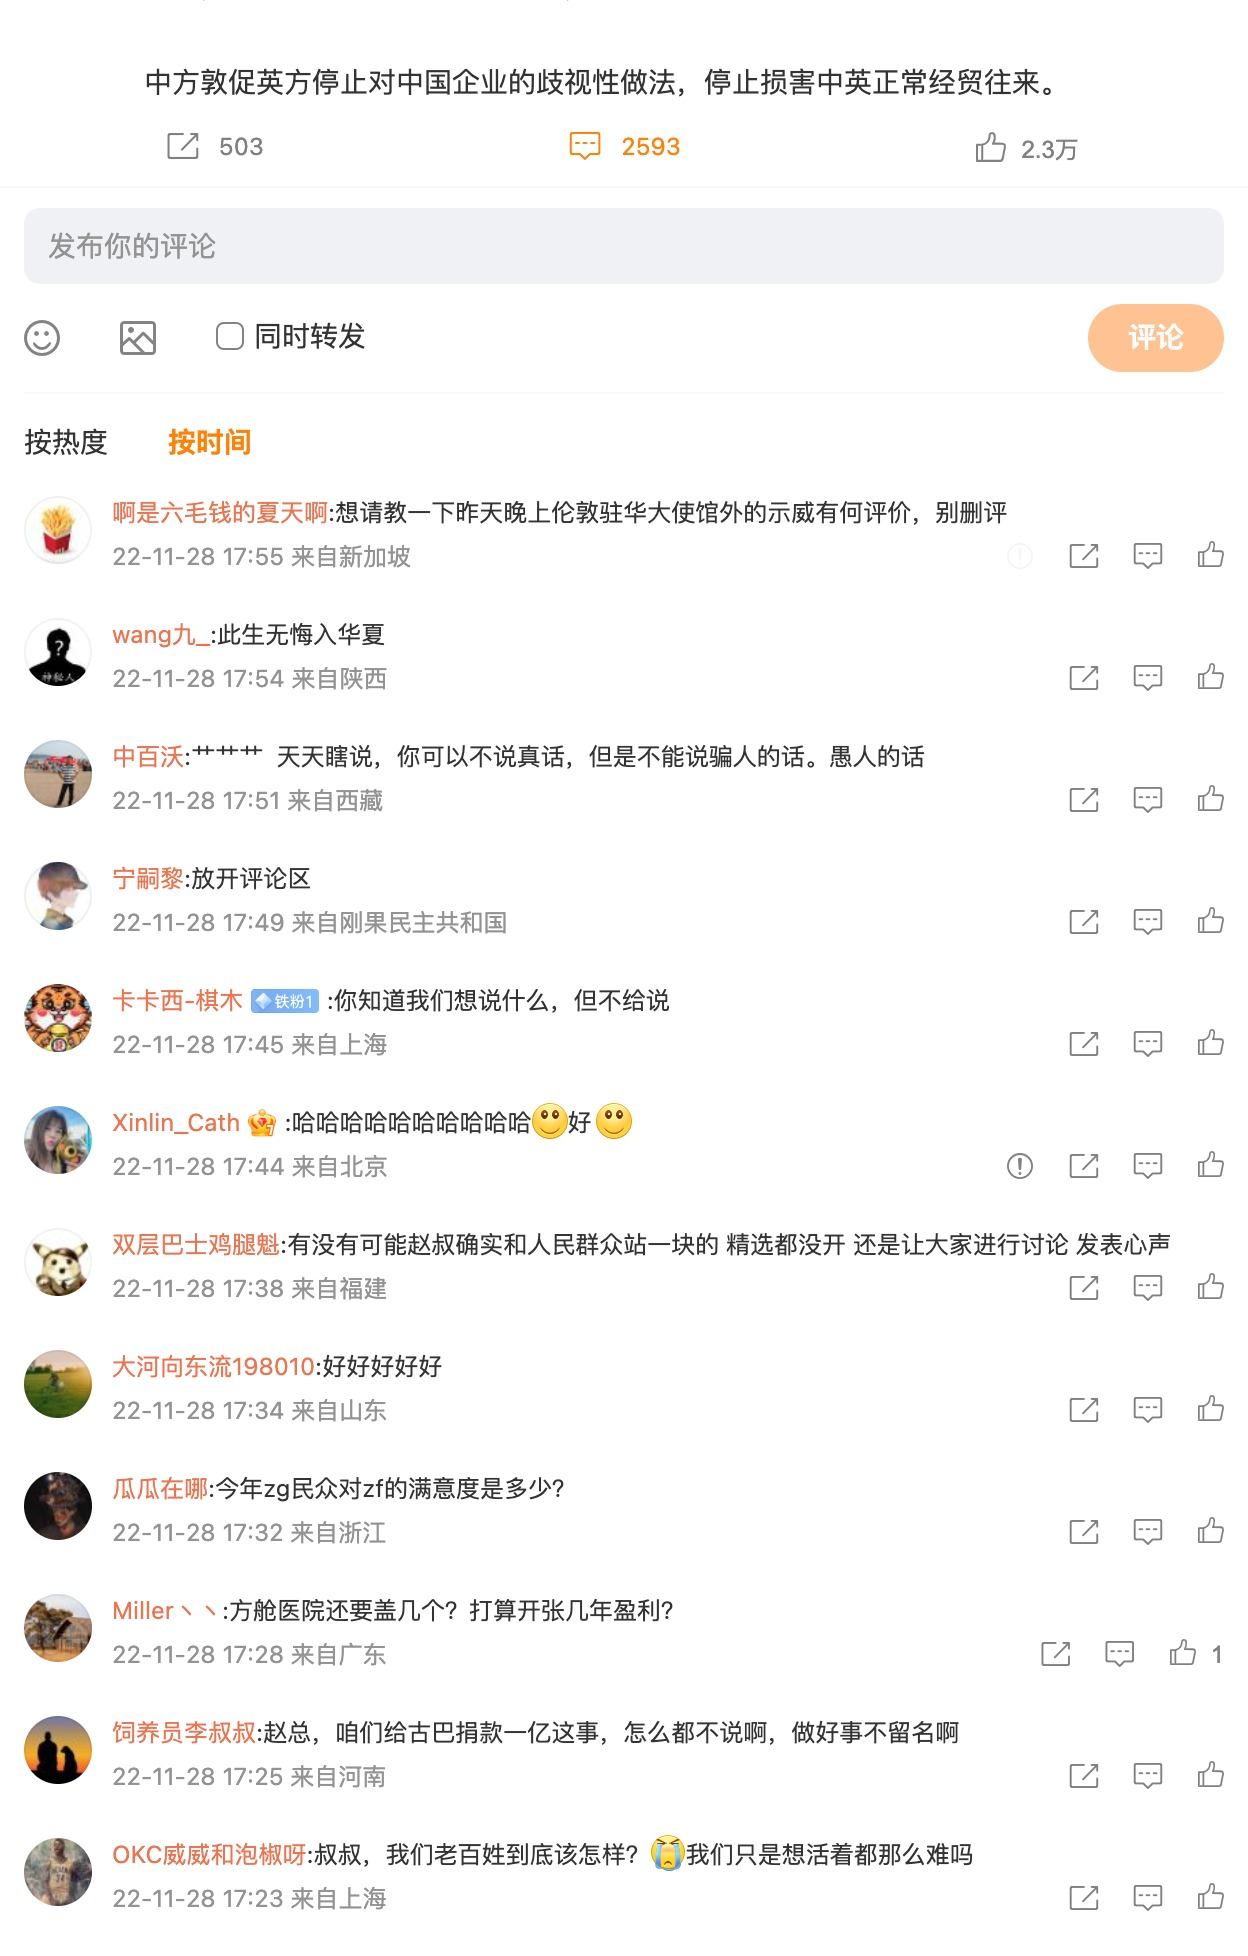 中方敦促英方停止对中国企业的歧视性做法，停止损害中英正常经贸往来。
503 2593 2.3万
发布你的评论
同时转发 评论
按热度 按时间
啊是六毛钱的夏天啊:想请教一下昨天晚上伦敦驻华大使馆外的示威有何评价，别删评
22-11-28 17:55 来自新加坡
wang九_:此生无悔入华夏
神秘人 22-11-28 17:54 来自陕西
中百沃:艹艹艹 天天瞎说，你可以不说真话，但是不能说骗人的话。愚人的话
22-11-28 17:51 来自西藏
宁嗣黎:放开评论区
22-11-28 17:49 来自刚果民主共和国
卡卡西-棋木 铁粉1 :你知道我们想说什么，但不给说
22-11-28 17:45 来自上海
Xinlin_Cath :哈哈哈哈哈哈哈哈哈哈🙂好🙂
22-11-28 17:44 来自北京
双层巴士鸡腿魁:有没有可能赵叔确实和人民群众站一块的 精选都没开 还是让大家进行讨论 发表心声
22-11-28 17:38 来自福建
大河向东流198010:好好好好好
22-11-28 17:34 来自山东
瓜瓜在哪:今年zg民众对zf的满意度是多少?
22-11-28 17:32 来自浙江
Miller丶丶:方舱医院还要盖几个？打算开张几年盈利?
22-11-28 17:28 来自广东 1
饲养员李叔叔:赵总，咱们给古巴捐款一亿这事，怎么都不说啊，做好事不留名啊
22-11-28 17:25 来自河南
OKC威威和泡椒呀:叔叔，我们老百姓到底该怎样？😭我们只是想活着都那么难吗
22-11-28 17:23 来自上海